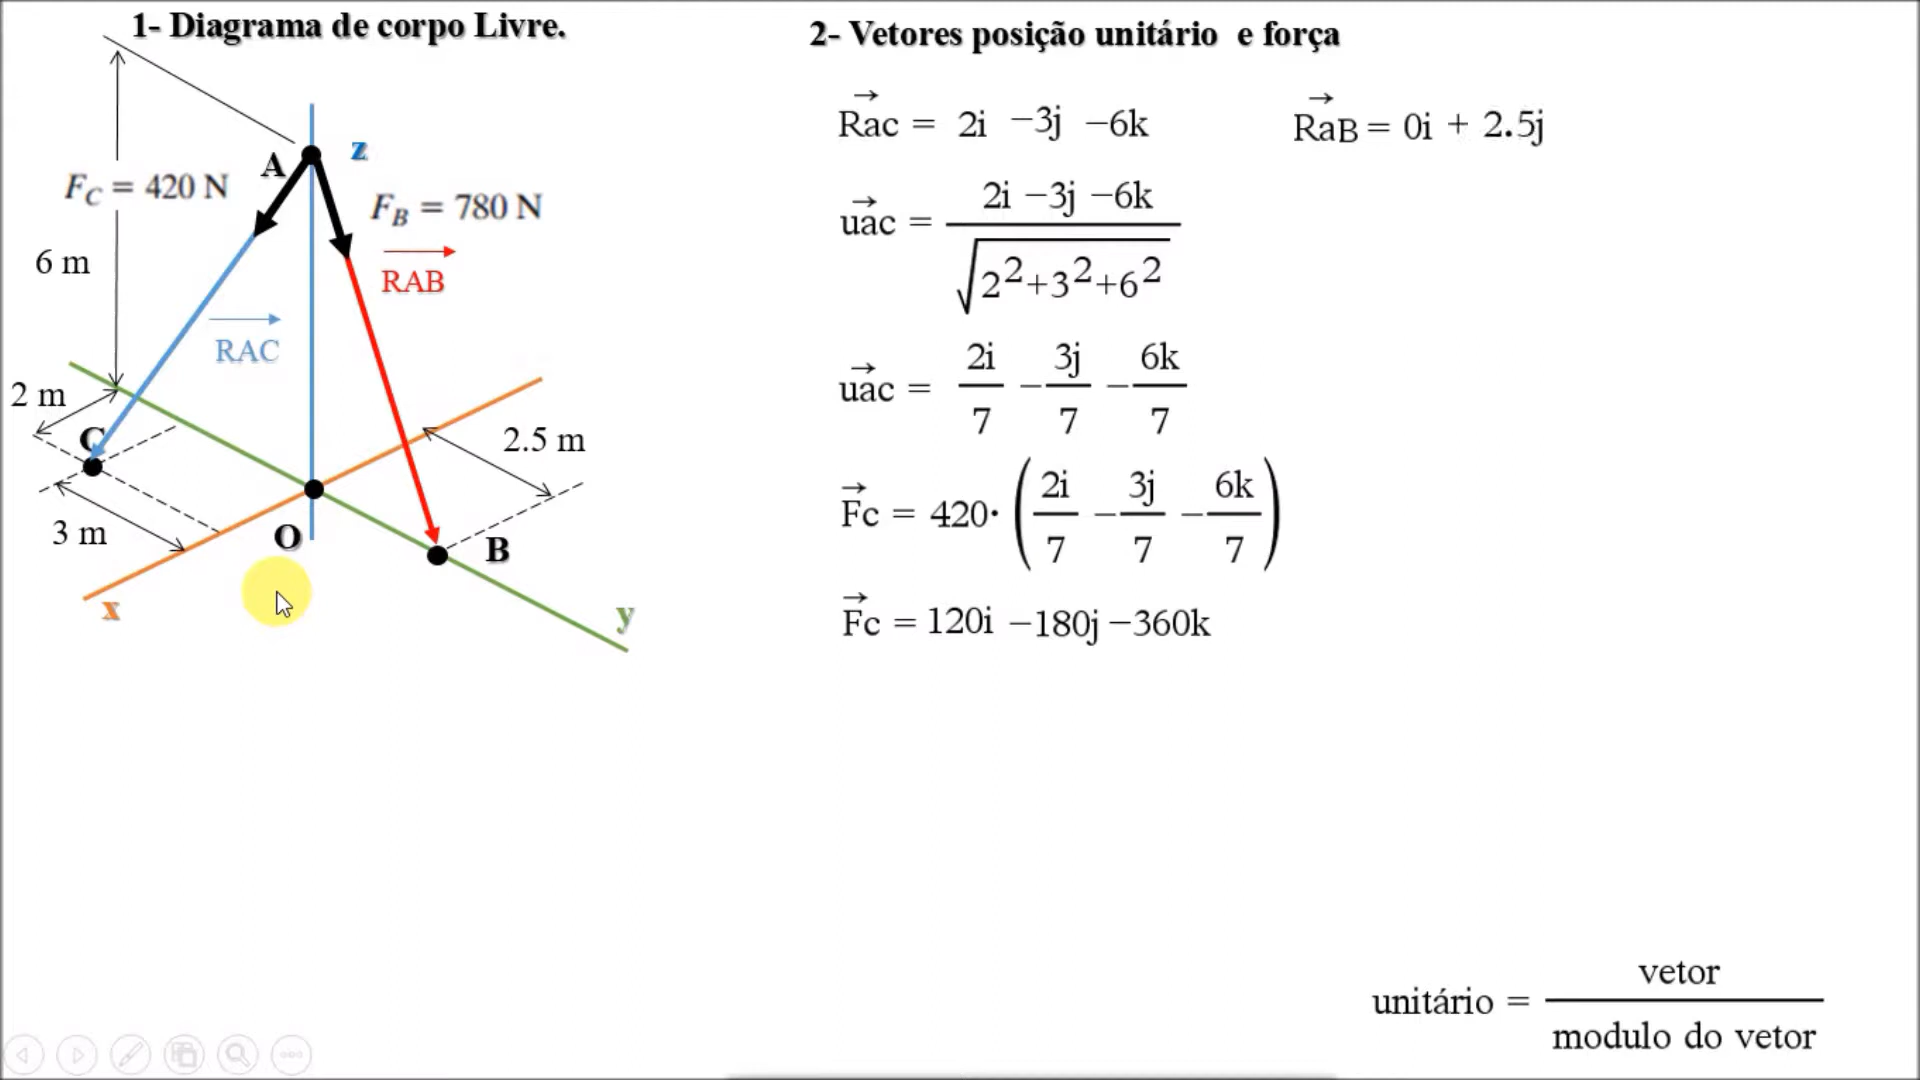 1- Diagrama de corpo Livre.
A
z
F_C = 420 N
F_B = 780 N
6 m
RAB
RAC
2 m
C
2.5 m
3 m
O
B
x
y
2- Vetores posição unitário e força
→Rac = 2i −3j −6k
→RaB = 0i + 2.5j
→uac = (2i −3j −6k) / √(2²+3²+6²)
→uac = 2i/7 − 3j/7 − 6k/7
→Fc = 420· (2i/7 − 3j/7 − 6k/7)
→Fc = 120i −180j −360k
unitário = vetor / modulo do vetor